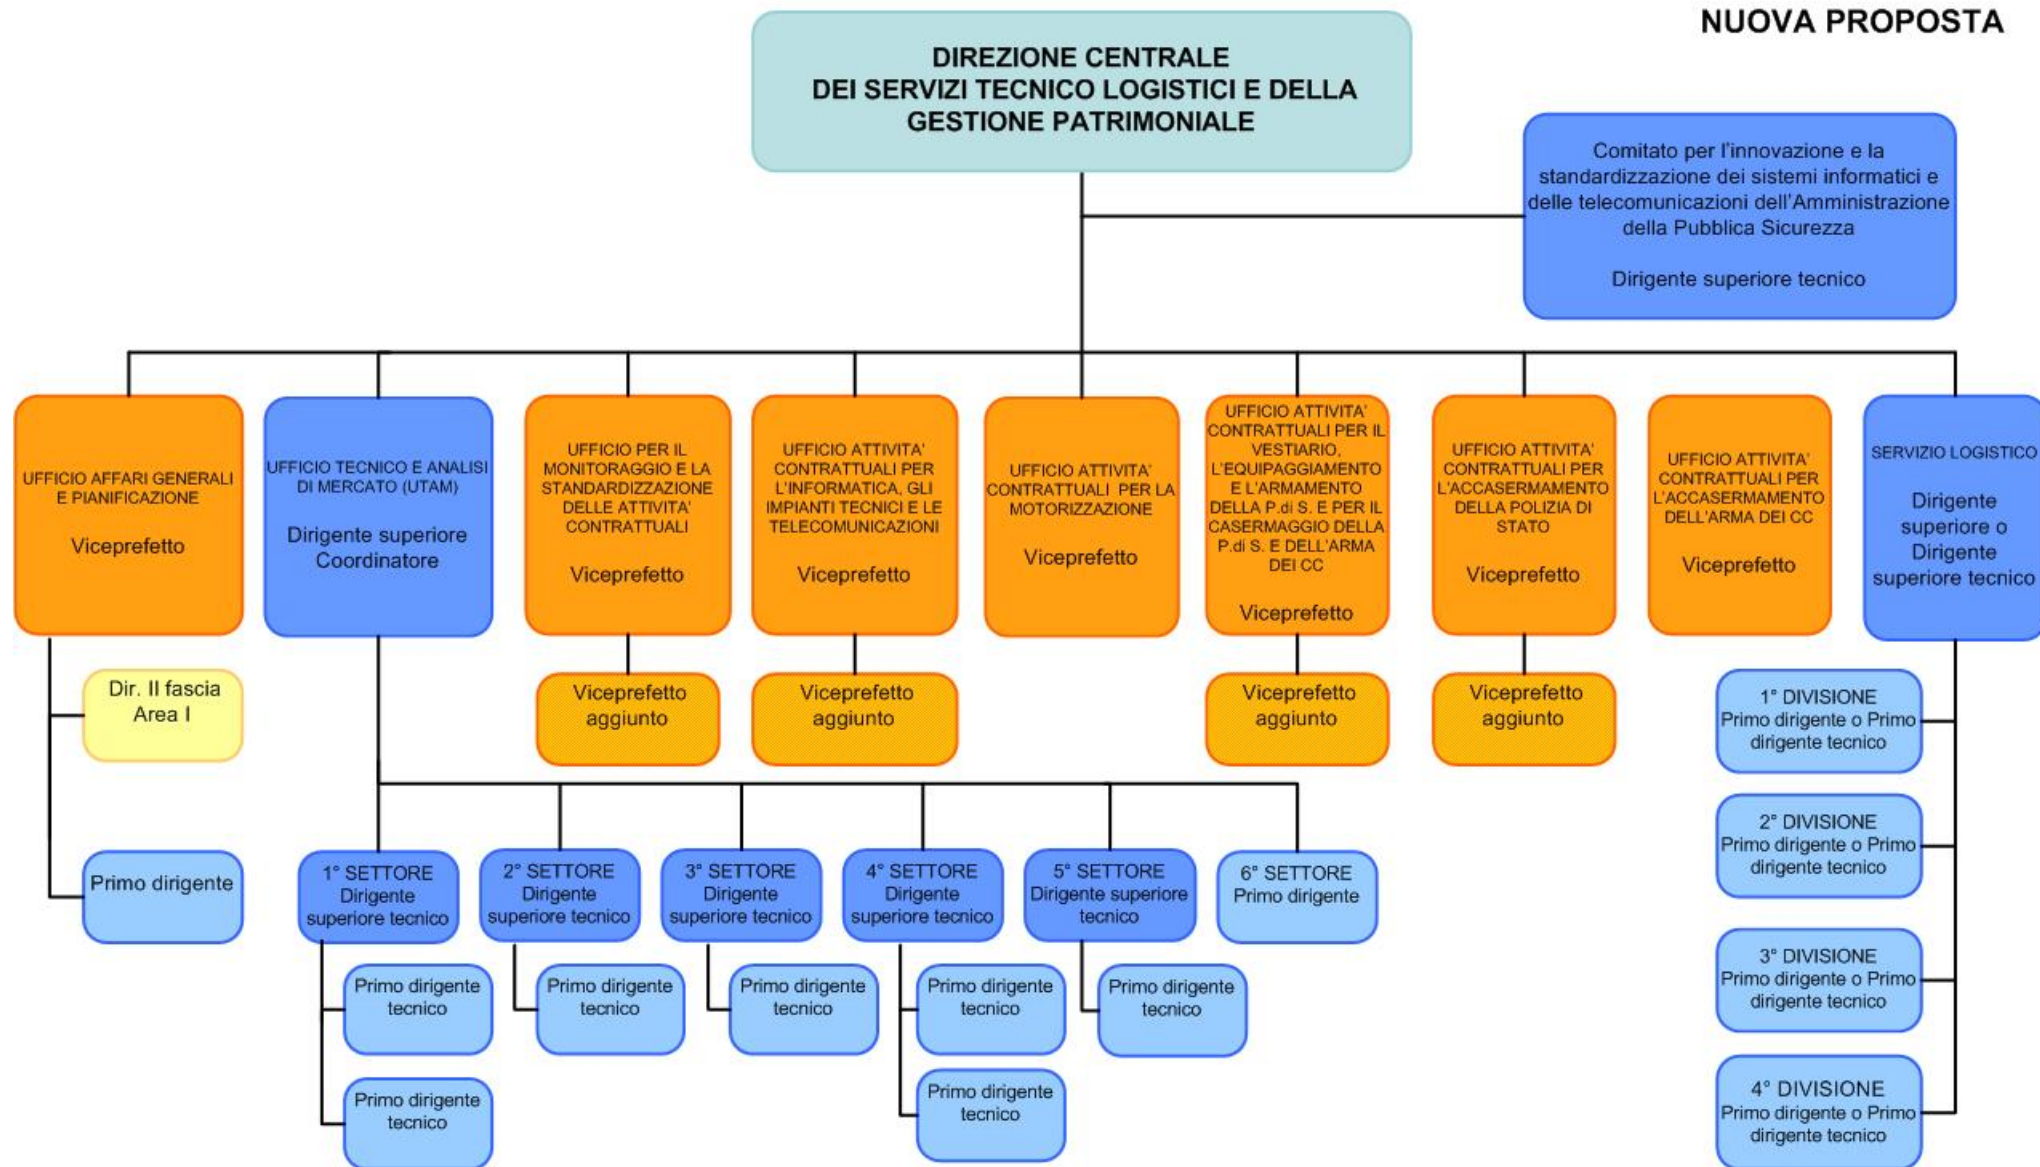 NUOVA PROPOSTA
DIREZIONE CENTRALE
DEI SERVIZI TECNICO LOGISTICI E DELLA
GESTIONE PATRIMONIALE
Comitato per l'innovazione e la
standardizzazione dei sistemi informatici e
delle telecomunicazioni dell'Amministrazione
della Pubblica Sicurezza
Dirigente superiore tecnico
UFFICIO AFFARI GENERALI
E PIANIFICAZIONE
Viceprefetto
UFFICIO TECNICO E ANALISI
DI MERCATO (UTAM)
Dirigente superiore
Coordinatore
UFFICIO PER IL
MONITORAGGIO E LA
STANDARDIZZAZIONE
DELLE ATTIVITA'
CONTRATTUALI
Viceprefetto
UFFICIO ATTIVITA'
CONTRATTUALI PER
L'INFORMATICA, GLI
IMPIANTI TECNICI E LE
TELECOMUNICAZIONI
Viceprefetto
UFFICIO ATTIVITA'
CONTRATTUALI PER LA
MOTORIZZAZIONE
Viceprefetto
UFFICIO ATTIVITA'
CONTRATTUALI PER IL
VESTIARIO,
L'EQUIPAGGIAMENTO
E L'ARMAMENTO
DELLA P.di S. E PER IL
CASERMAGGIO DELLA
P.di S. E DELL'ARMA
DEI CC
Viceprefetto
UFFICIO ATTIVITA'
CONTRATTUALI PER
L'ACCASERMAMENTO
DELLA POLIZIA DI
STATO
Viceprefetto
UFFICIO ATTIVITA'
CONTRATTUALI PER
L'ACCASERMAMENTO
DELL'ARMA DEI CC
Viceprefetto
SERVIZIO LOGISTICO
Dirigente
superiore o
Dirigente
superiore tecnico
Dir. II fascia
Area I
Primo dirigente
Viceprefetto
aggiunto
Viceprefetto
aggiunto
Viceprefetto
aggiunto
Viceprefetto
aggiunto
1° DIVISIONE
Primo dirigente o Primo
dirigente tecnico
2° DIVISIONE
Primo dirigente o Primo
dirigente tecnico
3° DIVISIONE
Primo dirigente o Primo
dirigente tecnico
4° DIVISIONE
Primo dirigente o Primo
dirigente tecnico
1° SETTORE
Dirigente
superiore tecnico
2° SETTORE
Dirigente
superiore tecnico
3° SETTORE
Dirigente
superiore tecnico
4° SETTORE
Dirigente
superiore tecnico
5° SETTORE
Dirigente superiore
tecnico
6° SETTORE
Primo dirigente
Primo dirigente
tecnico
Primo dirigente
tecnico
Primo dirigente
tecnico
Primo dirigente
tecnico
Primo dirigente
tecnico
Primo dirigente
tecnico
Primo dirigente
tecnico